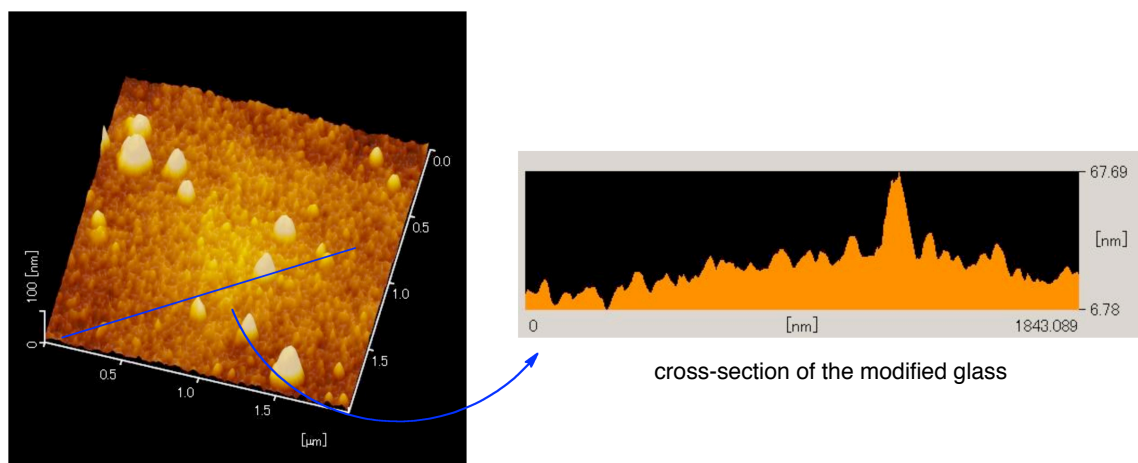 0.0
0.5
1.0
1.5
100 [nm]
0
0.5
1.0
1.5
[μm]
67.69
[nm]
6.78
0 [nm] 1843.089
cross-section of the modified glass